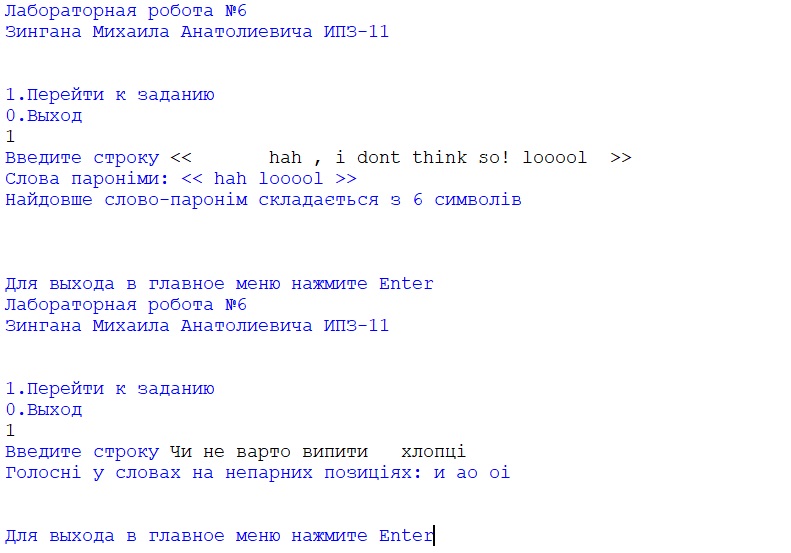 Лабораторная робота №6
Зингана Михаила Анатолиевича ИПЗ-11
1.Перейти к заданию
0.Выход
1
Введите строку <<       hah , i dont think so! looool  >>
Слова пароніми: << hah looool >>
Найдовше слово-паронім складається з 6 символів
Для выхода в главное меню нажмите Enter
Лабораторная робота №6
Зингана Михаила Анатолиевича ИПЗ-11
1.Перейти к заданию
0.Выход
1
Введите строку Чи не варто випити   хлопці
Голосні у словах на непарних позиціях: и ао оі
Для выхода в главное меню нажмите Enter